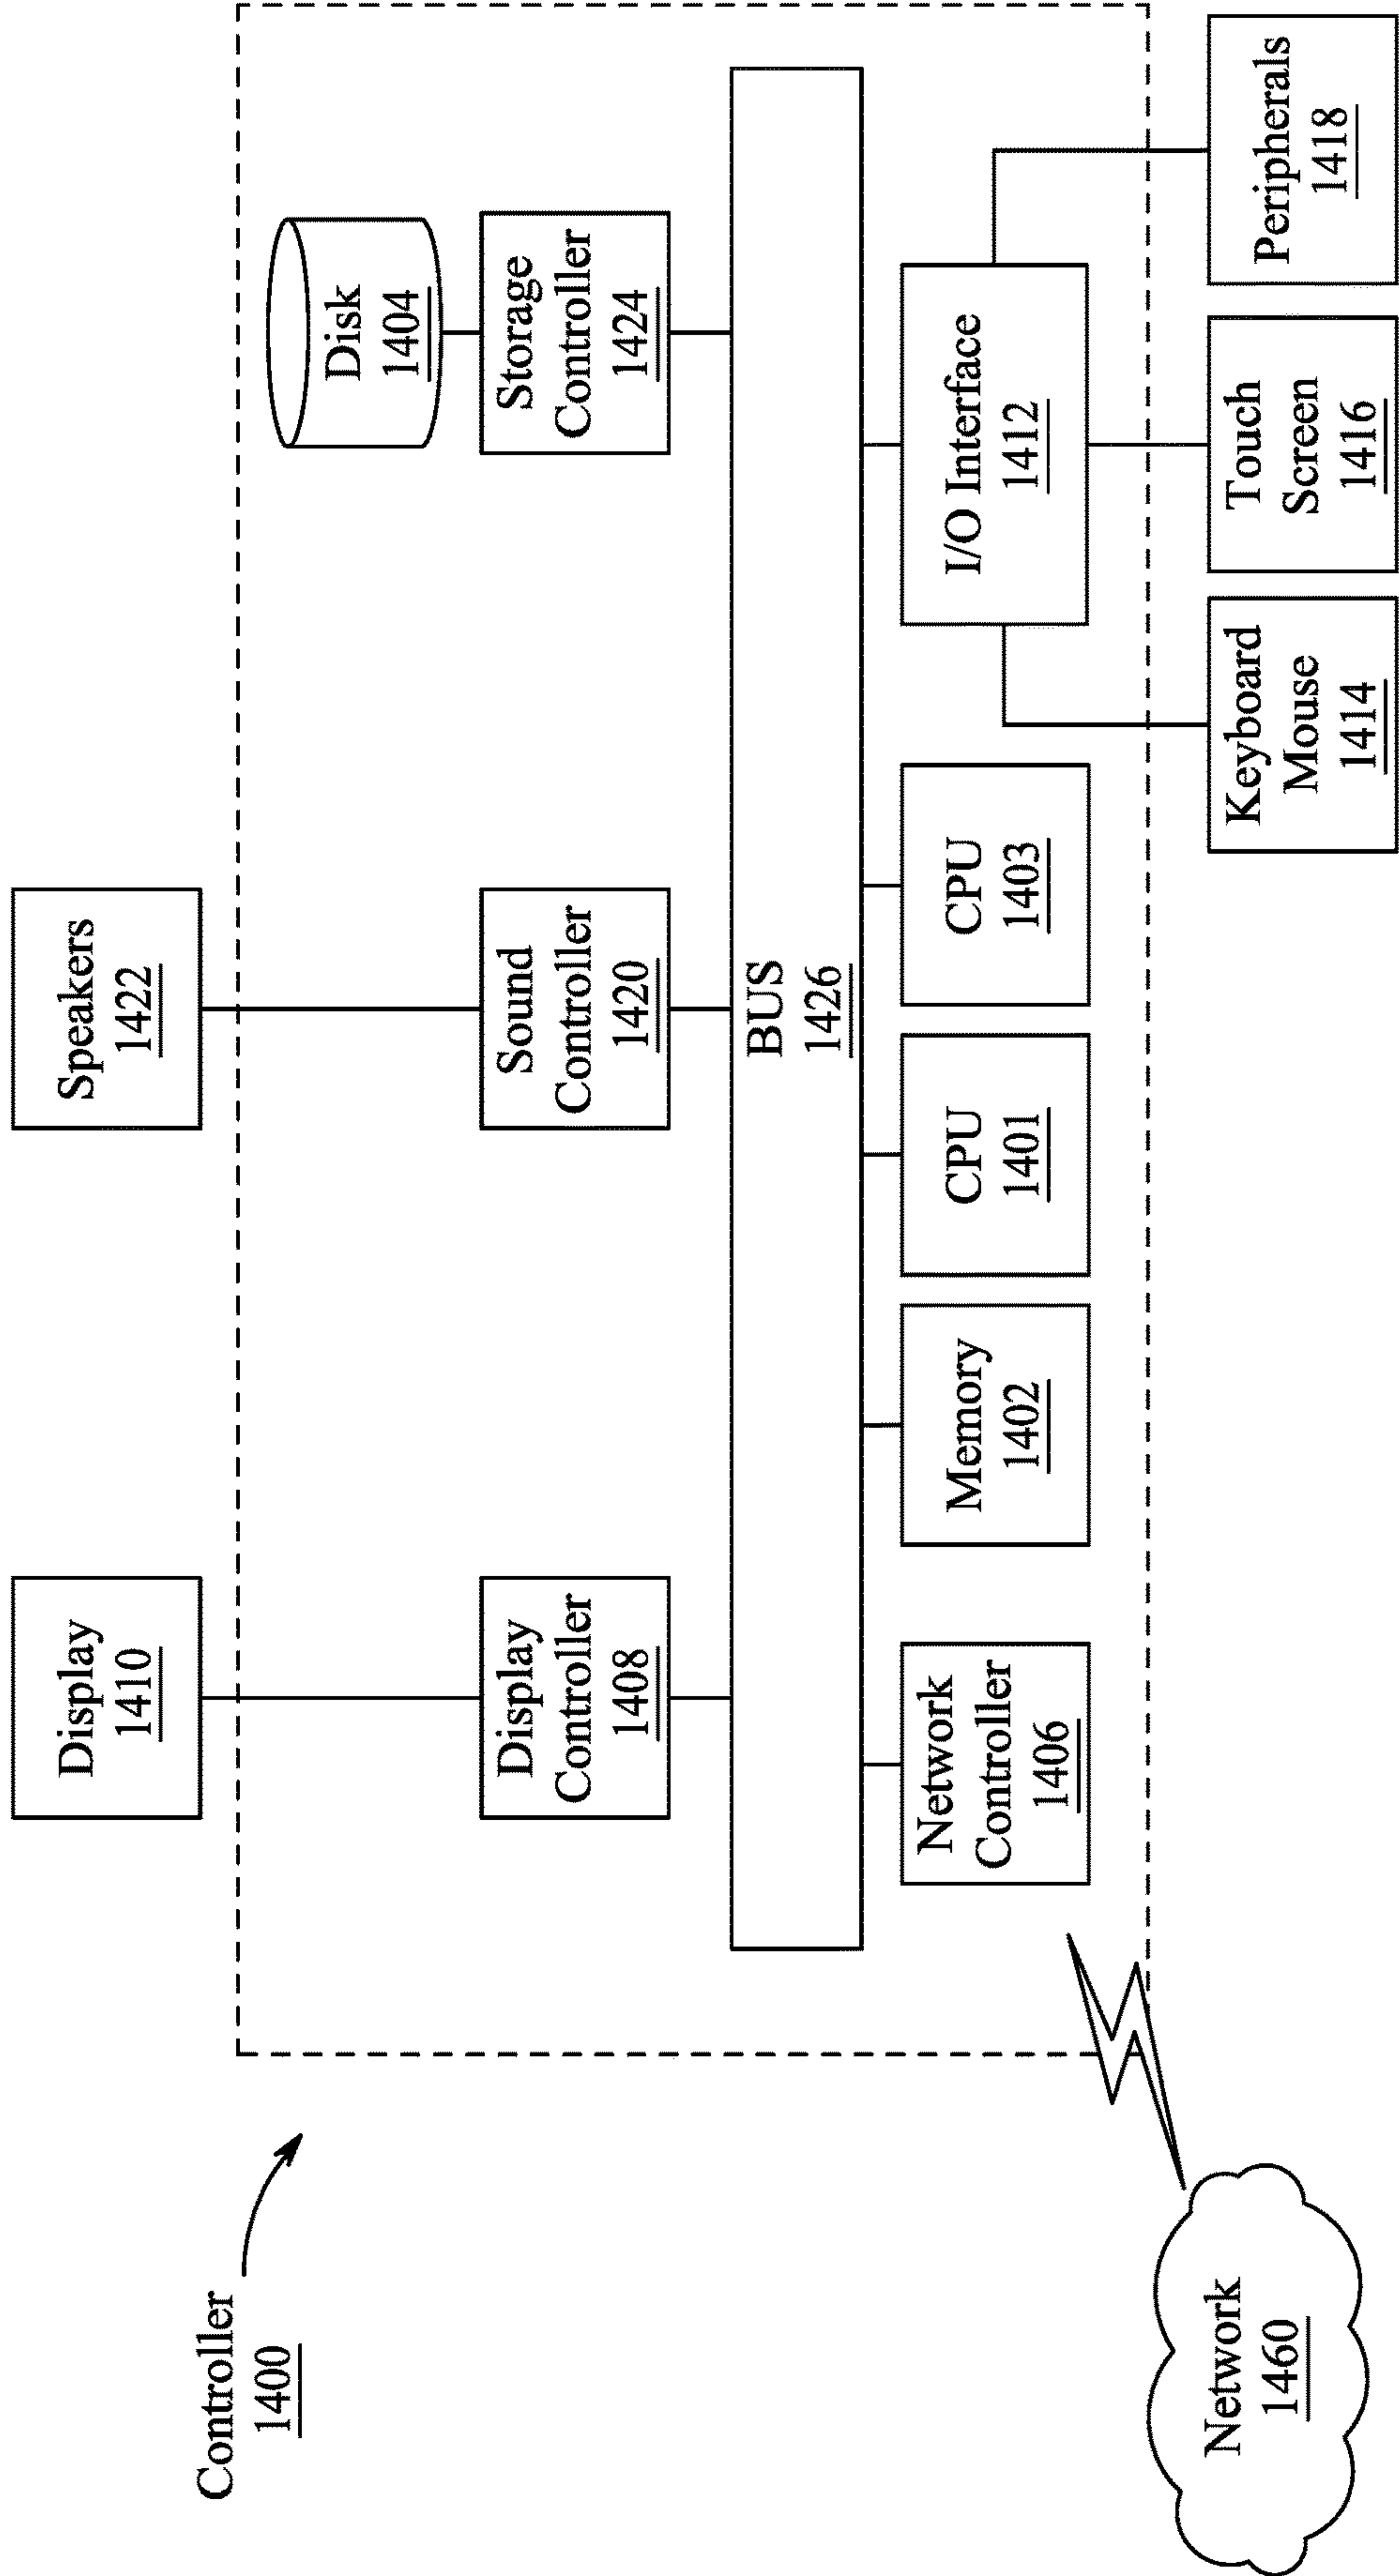 Display
1410
Speakers
1422
Controller
1400
Disk
1404
Display
Controller
1408
Sound
Controller
1420
Storage
Controller
1424
BUS
1426
Network
Controller
1406
Memory
1402
CPU
1401
CPU
1403
I/O Interface
1412
Network
1460
Keyboard
Mouse
1414
Touch
Screen
1416
Peripherals
1418